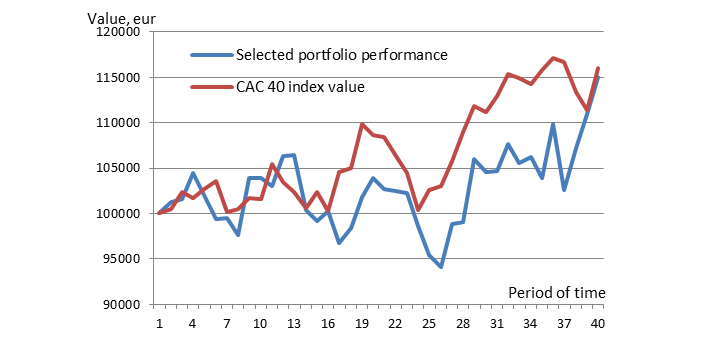 Value, eur
120000
115000
110000
105000
100000
95000
90000
Selected portfolio performance
CAC 40 index value
Period of time
1 4 7 10 13 16 19 22 25 28 31 34 37 40